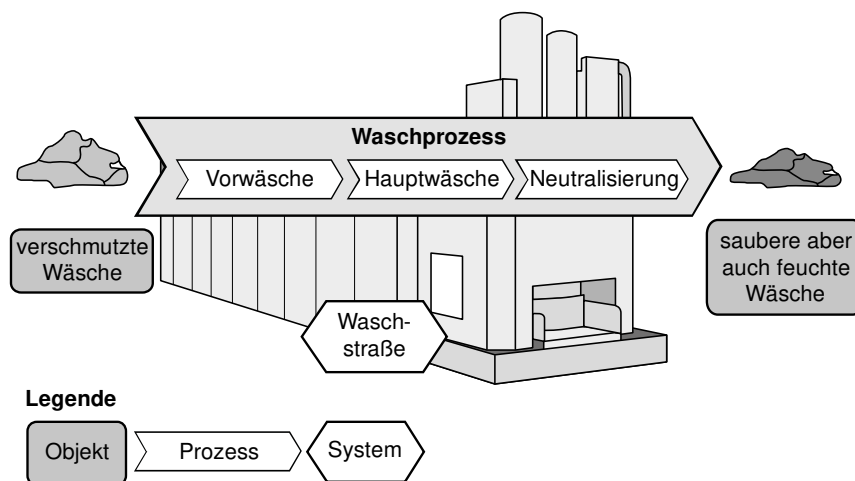 Waschprozess
Vorwäsche
Hauptwäsche
Neutralisierung
verschmutzte
Wäsche
saubere aber
auch feuchte
Wäsche
Wasch-
straße
Legende
Objekt
Prozess
System